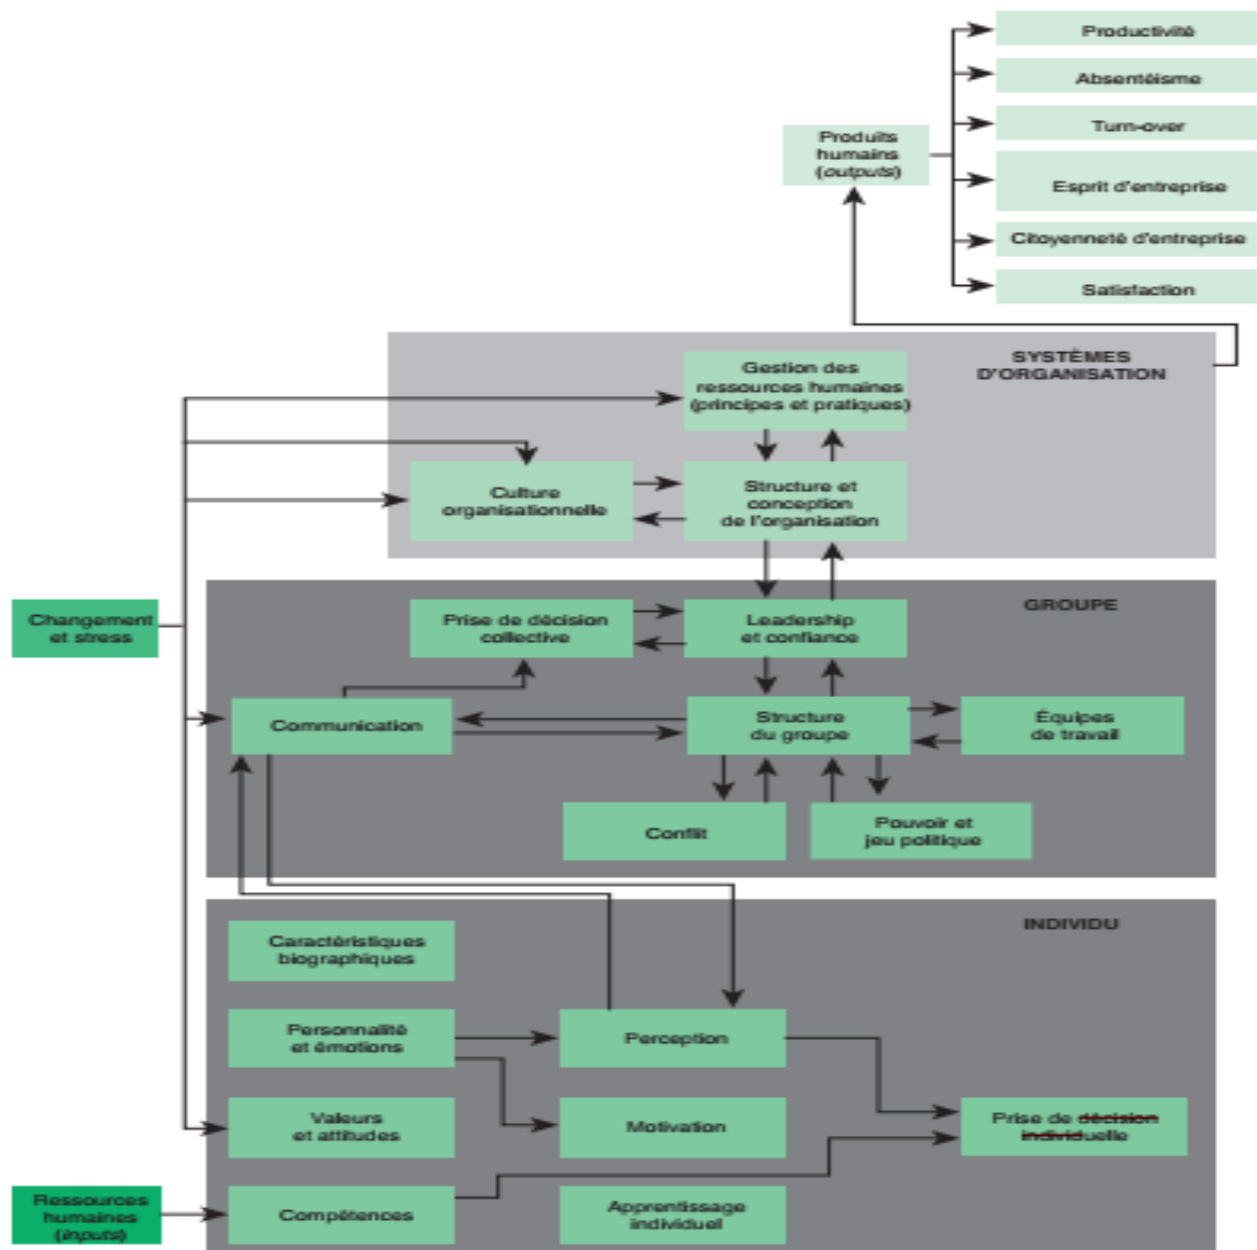 Productivité
Absentéisme
Turn-over
Produits
humains
(outputs)
Esprit d'entreprise
Citoyenneté d'entreprise
Satisfaction
SYSTÈMES
D'ORGANISATION
Gestion des
ressources humaines
(principes et pratiques)
Culture
organisationnelle
Structure et
conception
de l'organisation
Changement
et stress
GROUPE
Prise de décision
collective
Leadership
et confiance
Communication
Structure
du groupe
Équipes
de travail
Conflit
Pouvoir et
jeu politique
INDIVIDU
Caractéristiques
biographiques
Personnalité
et émotions
Perception
Valeurs
et attitudes
Motivation
Prise de décision
individuelle
Ressources
humaines
(inputs)
Compétences
Apprentissage
individuel